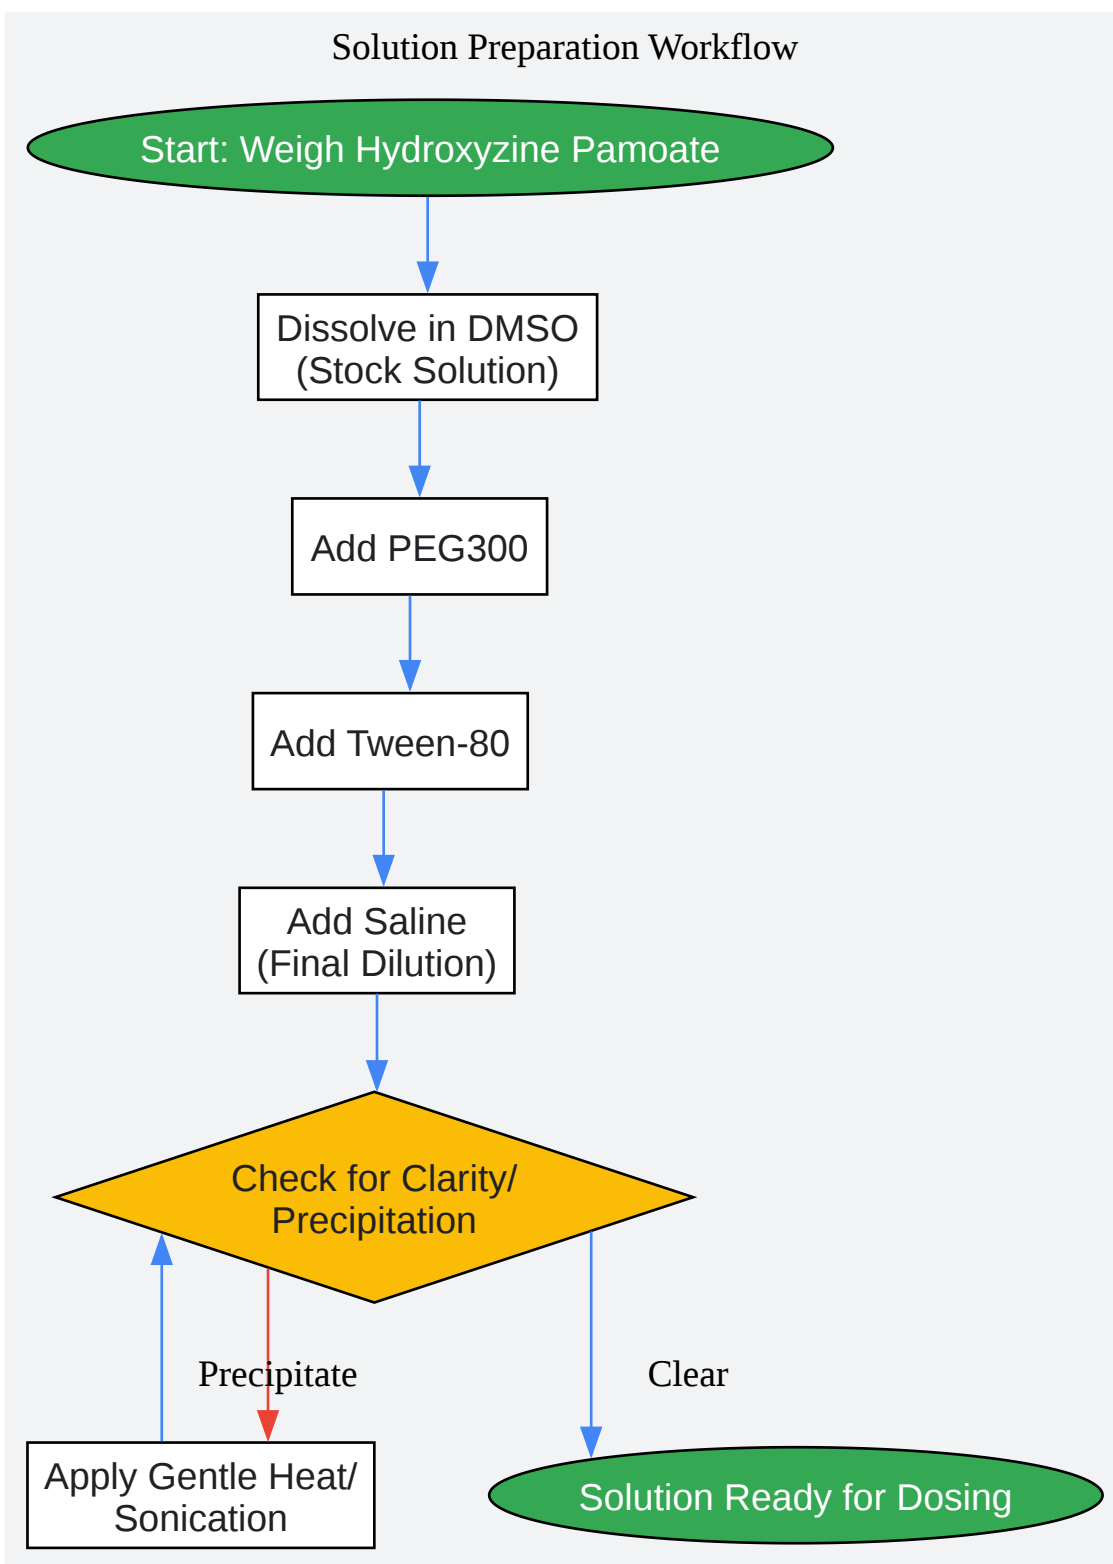 Solution Preparation Workflow
Start: Weigh Hydroxyzine Pamoate
Dissolve in DMSO
(Stock Solution)
Add PEG300
Add Tween-80
Add Saline
(Final Dilution)
Check for Clarity/
Precipitation
Precipitate
Clear
Apply Gentle Heat/
Sonication
Solution Ready for Dosing